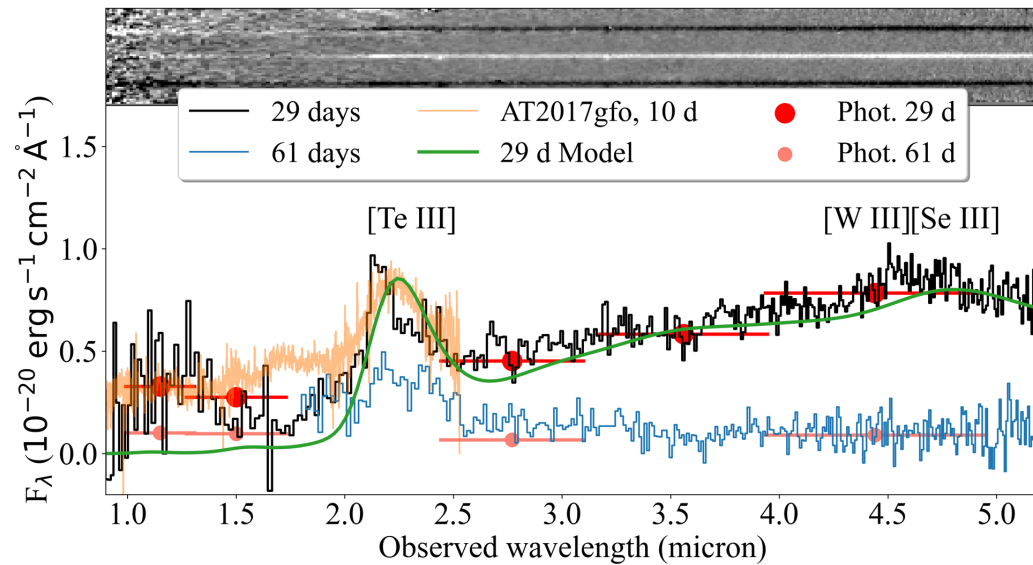 29 days
AT2017gfo, 10 d
Phot. 29 d
61 days
29 d Model
Phot. 61 d
1.5
1.0
0.5
0.0
F_λ (10⁻²⁰ erg s⁻¹ cm⁻² Å⁻¹)
[Te III]
[W III][Se III]
1.0 1.5 2.0 2.5 3.0 3.5 4.0 4.5 5.0
Observed wavelength (micron)